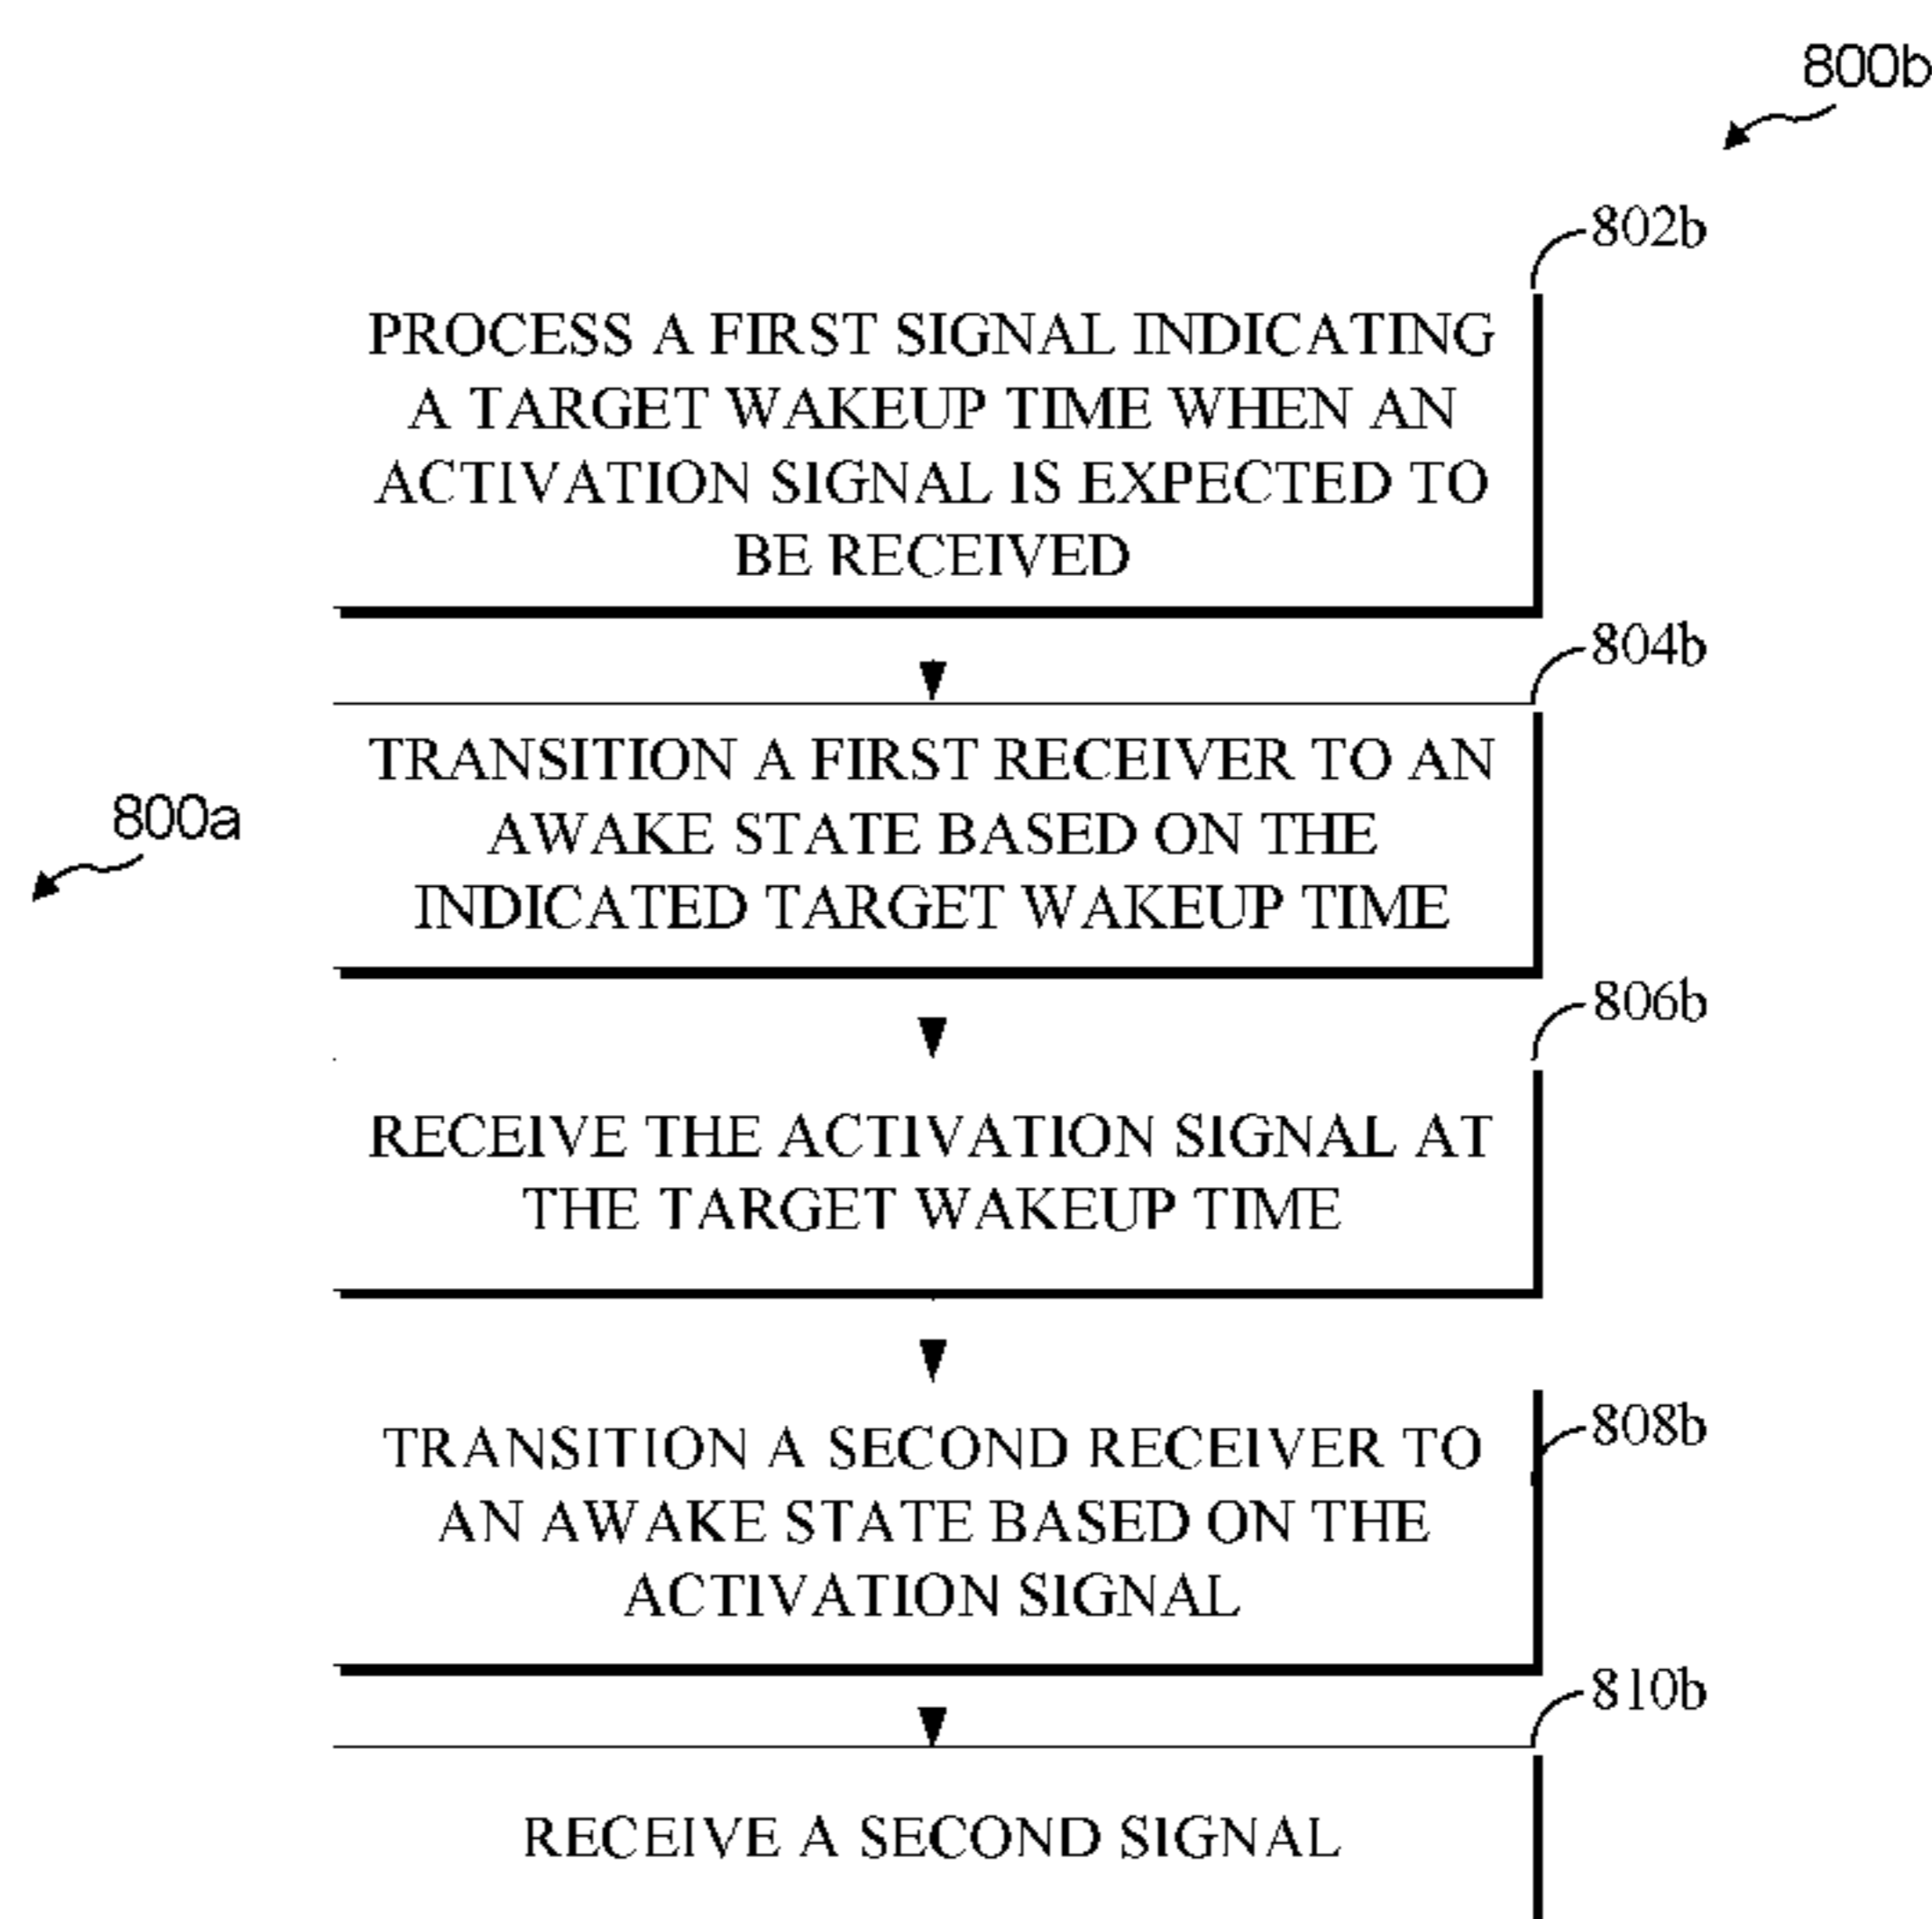 800b
802b
PROCESS A FIRST SIGNAL INDICATING
A TARGET WAKEUP TIME WHEN AN
ACTIVATION SIGNAL IS EXPECTED TO
BE RECEIVED
804b
TRANSITION A FIRST RECEIVER TO AN
AWAKE STATE BASED ON THE
INDICATED TARGET WAKEUP TIME
800a
806b
RECEIVE THE ACTIVATION SIGNAL AT
THE TARGET WAKEUP TIME
808b
TRANSITION A SECOND RECEIVER TO
AN AWAKE STATE BASED ON THE
ACTIVATION SIGNAL
810b
RECEIVE A SECOND SIGNAL